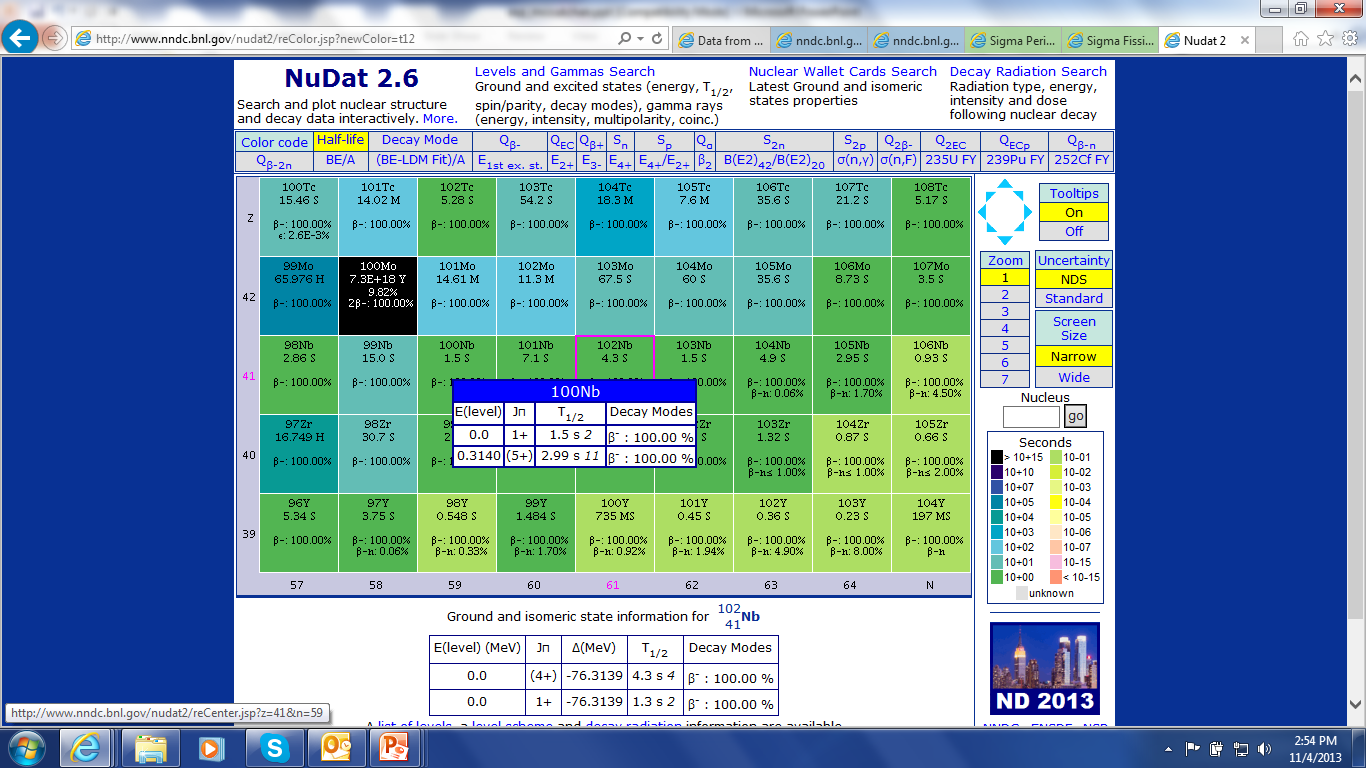 http://www.nndc.bnl.gov/nudat2/reColor.jsp?newColor=t12
Data from ...
nndc.bnl.g...
nndc.bnl.g...
Sigma Peri...
Sigma Fissi...
Nudat 2
NuDat 2.6
Search and plot nuclear structure
and decay data interactively. More.
Levels and Gammas Search
Ground and excited states (energy, T1/2,
spin/parity, decay modes), gamma rays
(energy, intensity, multipolarity, coinc.)
Nuclear Wallet Cards Search
Latest Ground and isomeric
states properties
Decay Radiation Search
Radiation type, energy,
intensity and dose
following nuclear decay
Color code Half-life Decay Mode Qβ- QEC Qβ+ Sn Sp Qα S2n S2p Q2β- Q2EC QECp Qβ-n
Qβ-2n BE/A (BE-LDM Fit)/A E1st ex. st. E2+ E3- E4+ E4+/E2+ β2 B(E2)42/B(E2)20 σ(n,γ) σ(n,F) 235U FY 239Pu FY 252Cf FY
Z
100Tc 101Tc 102Tc 103Tc 104Tc 105Tc 106Tc 107Tc 108Tc
15.46 S 14.02 M 5.28 S 54.2 S 18.3 M 7.6 M 35.6 S 21.2 S 5.17 S
β-: 100.00% β-: 100.00% β-: 100.00% β-: 100.00% β-: 100.00% β-: 100.00% β-: 100.00% β-: 100.00% β-: 100.00%
ε: 2.6E-3%
42
99Mo 100Mo 101Mo 102Mo 103Mo 104Mo 105Mo 106Mo 107Mo
65.976 H 7.3E+18 Y 14.61 M 11.3 M 67.5 S 60 S 35.6 S 8.73 S 3.5 S
9.82%
β-: 100.00% 2β-: 100.00% β-: 100.00% β-: 100.00% β-: 100.00% β-: 100.00% β-: 100.00% β-: 100.00% β-: 100.00%
41
98Nb 99Nb 100Nb 101Nb 102Nb 103Nb 104Nb 105Nb 106Nb
2.86 S 15.0 S 1.5 S 7.1 S 4.3 S 1.5 S 4.9 S 2.95 S 0.93 S
β-: 100.00% β-: 100.00% β-: 100.00% β-: 100.00% β-: 100.00%
β-n: 0.06% β-n: 1.70% β-n: 4.50%
100Nb
E(level) Jπ T1/2 Decay Modes
0.0 1+ 1.5 s 2 β- : 100.00 %
0.3140 (5+) 2.99 s 11 β- : 100.00 %
40
97Zr 98Zr 103Zr 104Zr 105Zr
16.749 H 30.7 S 1.32 S 0.87 S 0.66 S
β-: 100.00% β-: 100.00% β-: 100.00% β-: 100.00% β-: 100.00%
β-n≤ 1.00% β-n≤ 1.00% β-n≤ 2.00%
39
96Y 97Y 98Y 99Y 100Y 101Y 102Y 103Y 104Y
5.34 S 3.75 S 0.548 S 1.484 S 735 MS 0.45 S 0.36 S 0.23 S 197 MS
β-: 100.00% β-: 100.00% β-: 100.00% β-: 100.00% β-: 100.00% β-: 100.00% β-: 100.00% β-: 100.00% β-: 100.00%
β-n: 0.06% β-n: 0.33% β-n: 1.70% β-n: 0.92% β-n: 1.94% β-n: 4.90% β-n: 8.00% β-n
57 58 59 60 61 62 63 64 N
Tooltips
On
Off
Zoom
1
2
3
4
5
6
7
Uncertainty
NDS
Standard
Screen
Size
Narrow
Wide
Nucleus
go
Seconds
> 10+15 10-01
10+10 10-02
10+07 10-03
10+05 10-04
10+04 10-05
10+03 10-06
10+02 10-07
10+01 10-15
10+00 < 10-15
unknown
ND 2013
NNDC ENSDF NSR
Ground and isomeric state information for 102 41 Nb
E(level) (MeV) Jπ Δ(MeV) T1/2 Decay Modes
0.0 (4+) -76.3139 4.3 s 4 β- : 100.00 %
0.0 1+ -76.3139 1.3 s 2 β- : 100.00 %
A list of levels, a level scheme and decay radiation information are available
http://www.nndc.bnl.gov/nudat2/reCenter.jsp?z=41&n=59
2:54 PM
11/4/2013